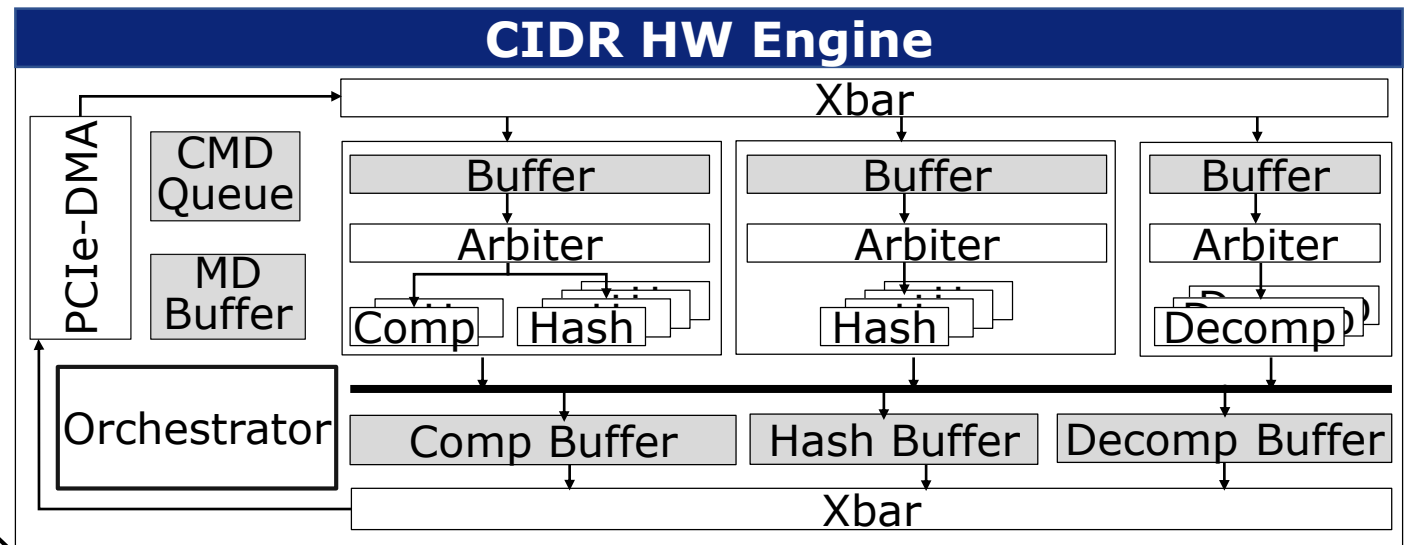 CIDR HW Engine
Xbar
PCIe-DMA
CMD
Queue
MD
Buffer
Buffer
Arbiter
Comp
Hash
Buffer
Arbiter
Hash
Buffer
Arbiter
Decomp
Orchestrator
Comp Buffer
Hash Buffer
Decomp Buffer
Xbar